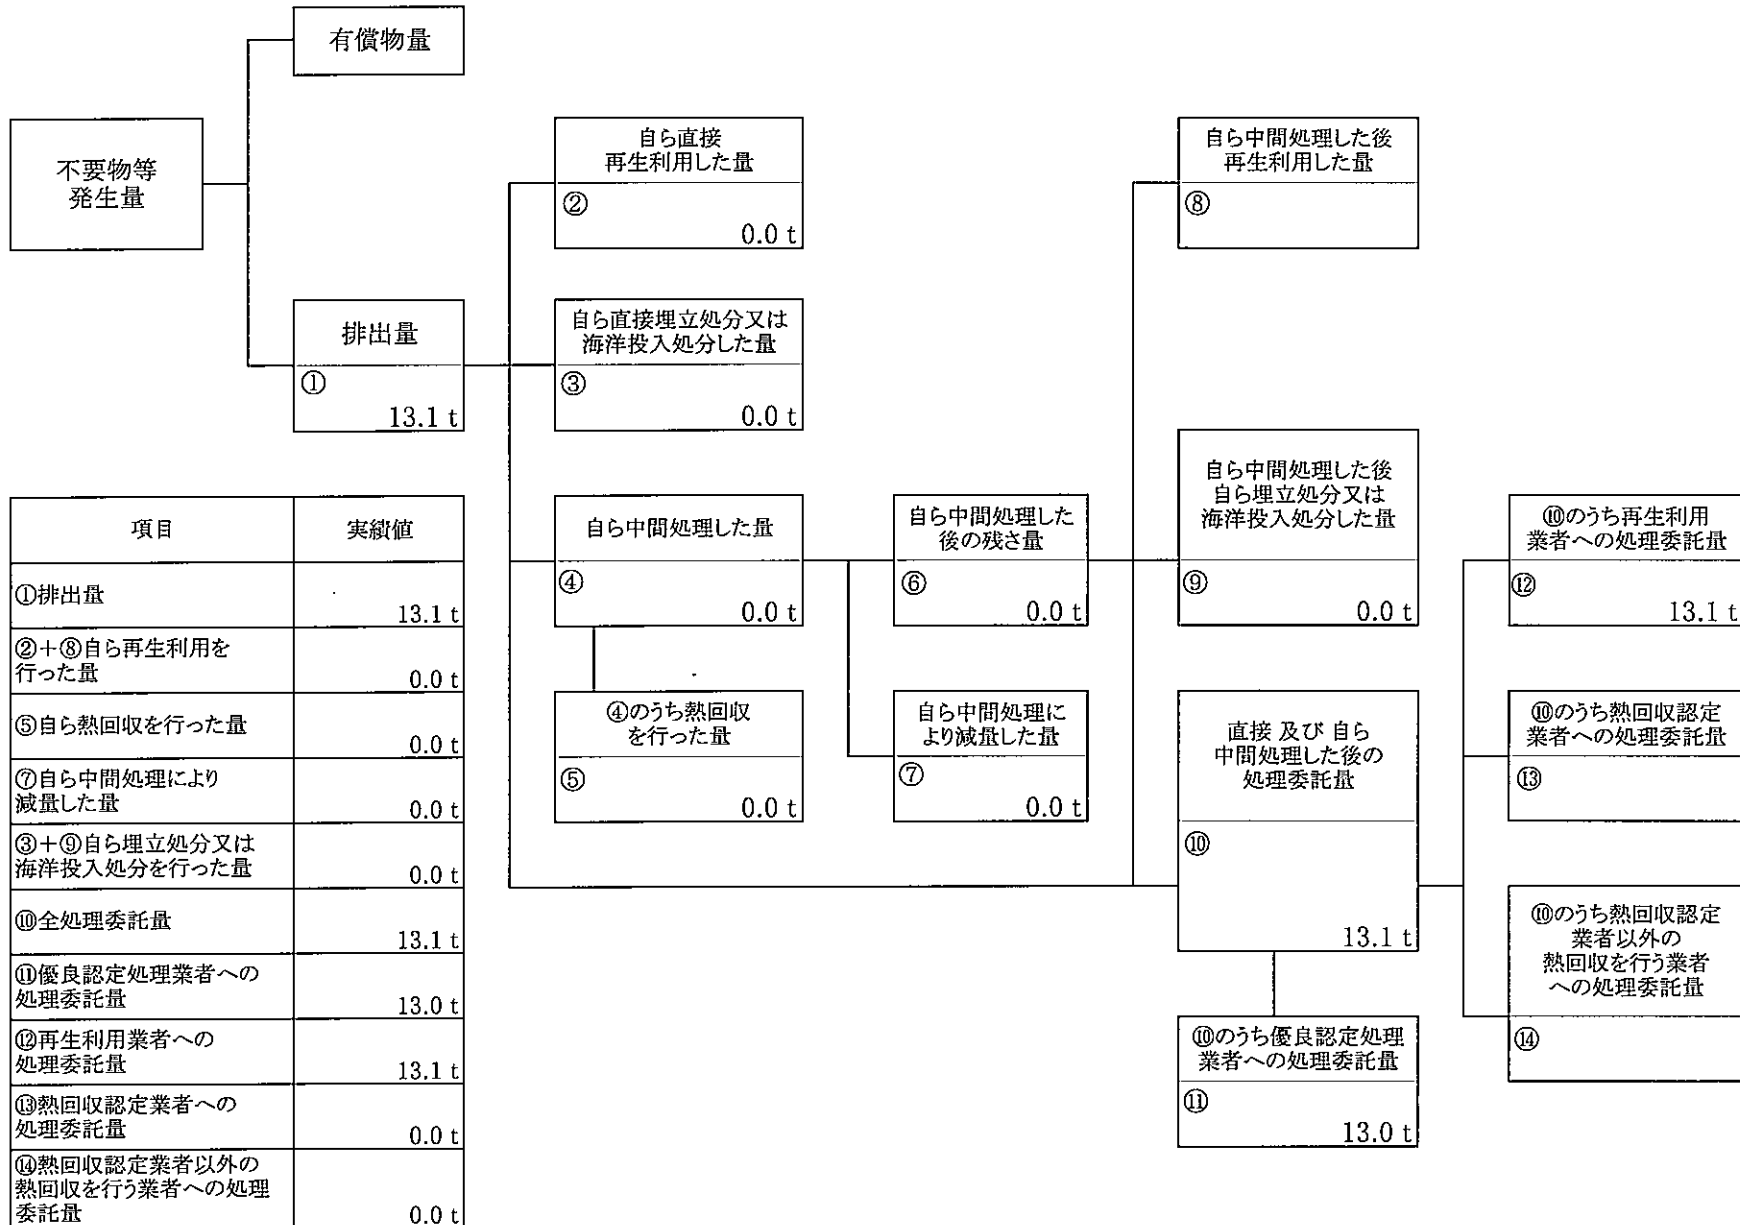 有償物量
不要物等
発生量
自ら直接
再生利用した量
②
0.0 t
自ら中間処理した後
再生利用した量
⑧
排出量
①
13.1 t
自ら直接埋立処分又は
海洋投入処分した量
③
0.0 t
自ら中間処理した量
④
0.0 t
自ら中間処理した
後の残さ量
⑥
0.0 t
自ら中間処理した後
自ら埋立処分又は
海洋投入処分した量
⑨
0.0 t
⑩のうち再生利用
業者への処理委託量
⑫
13.1 t
④のうち熱回収
を行った量
⑤
0.0 t
自ら中間処理に
より減量した量
⑦
0.0 t
直接 及び 自ら
中間処理した後の
処理委託量
⑩
13.1 t
⑩のうち熱回収認定
業者への処理委託量
⑬
⑩のうち熱回収認定
業者以外の
熱回収を行う業者
への処理委託量
⑭
⑩のうち優良認定処理
業者への処理委託量
⑪
13.0 t
項目 実績値
①排出量 13.1 t
②+⑧自ら再生利用を
行った量 0.0 t
⑤自ら熱回収を行った量 0.0 t
⑦自ら中間処理により
減量した量 0.0 t
③+⑨自ら埋立処分又は
海洋投入処分を行った量 0.0 t
⑩全処理委託量 13.1 t
⑪優良認定処理業者への
処理委託量 13.0 t
⑫再生利用業者への
処理委託量 13.1 t
⑬熱回収認定業者への
処理委託量 0.0 t
⑭熱回収認定業者以外の
熱回収を行う業者への処理
委託量 0.0 t